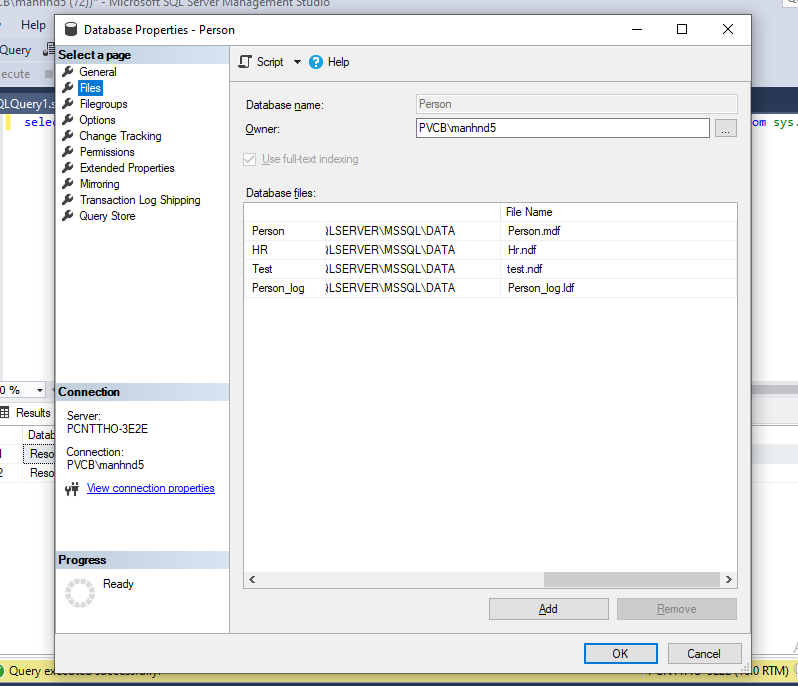 CB\manhnd5 (72))* - Microsoft SQL Server Management Studio
Help
Query
ecute
QLQuery1.s
selec
om sys.
Database Properties - Person
Select a page
General
Files
Filegroups
Options
Change Tracking
Permissions
Extended Properties
Mirroring
Transaction Log Shipping
Query Store
Script
Help
Database name:
Person
Owner:
PVCB\manhnd5
...
Use full-text indexing
Database files:
File Name
Person LSERVER\MSSQL\DATA Person.mdf
HR LSERVER\MSSQL\DATA Hr.ndf
Test LSERVER\MSSQL\DATA test.ndf
Person_log LSERVER\MSSQL\DATA Person_log.ldf
0 %
Results
Datab
1 Reso
2 Reso
Connection
Server:
PCNTTHO-3E2E
Connection:
PVCB\manhnd5
View connection properties
Progress
Ready
Add
Remove
OK
Cancel
Query executed successfully.